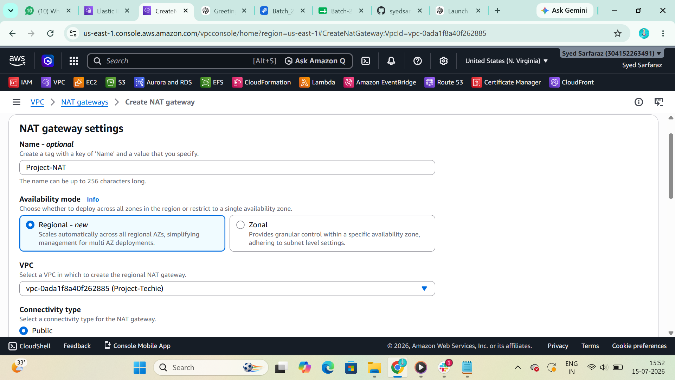 (10) W
Elastic
CreateN
Greetin
Batch_
Batch-
syedsai
Launch
Ask Gemini
us-east-1.console.aws.amazon.com/vpcconsole/home?region=us-east-1#CreateNatGateway:VpcId=vpc-0ada1f8a40f262885
aws
Search
[Alt+S]
Ask Amazon Q
United States (N. Virginia)
Syed Sarfaraz (304152263491)
Syed Sarfaraz
IAM
VPC
EC2
S3
Aurora and RDS
EFS
CloudFormation
Lambda
Amazon EventBridge
Route 53
Certificate Manager
CloudFront
VPC > NAT gateways > Create NAT gateway
NAT gateway settings
Name - optional
Create a tag with a key of 'Name' and a value that you specify.
Project-NAT
The name can be up to 256 characters long.
Availability mode Info
Choose whether to deploy across all zones in the region or restrict to a single availability zone.
Regional - new
Scales automatically across all regional AZs, simplifying
management for multi AZ deployments.
Zonal
Provides granular control within a specific availability zone,
adhering to subnet level settings.
VPC
Select a VPC in which to create the regional NAT gateway.
vpc-0ada1f8a40f262885 (Project-Techie)
Connectivity type
Select a connectivity type for the NAT gateway.
Public
CloudShell
Feedback
Console Mobile App
© 2026, Amazon Web Services, Inc. or its affiliates.
Privacy
Terms
Cookie preferences
33°
Search
ENG
IN
15:52
15-07-2026